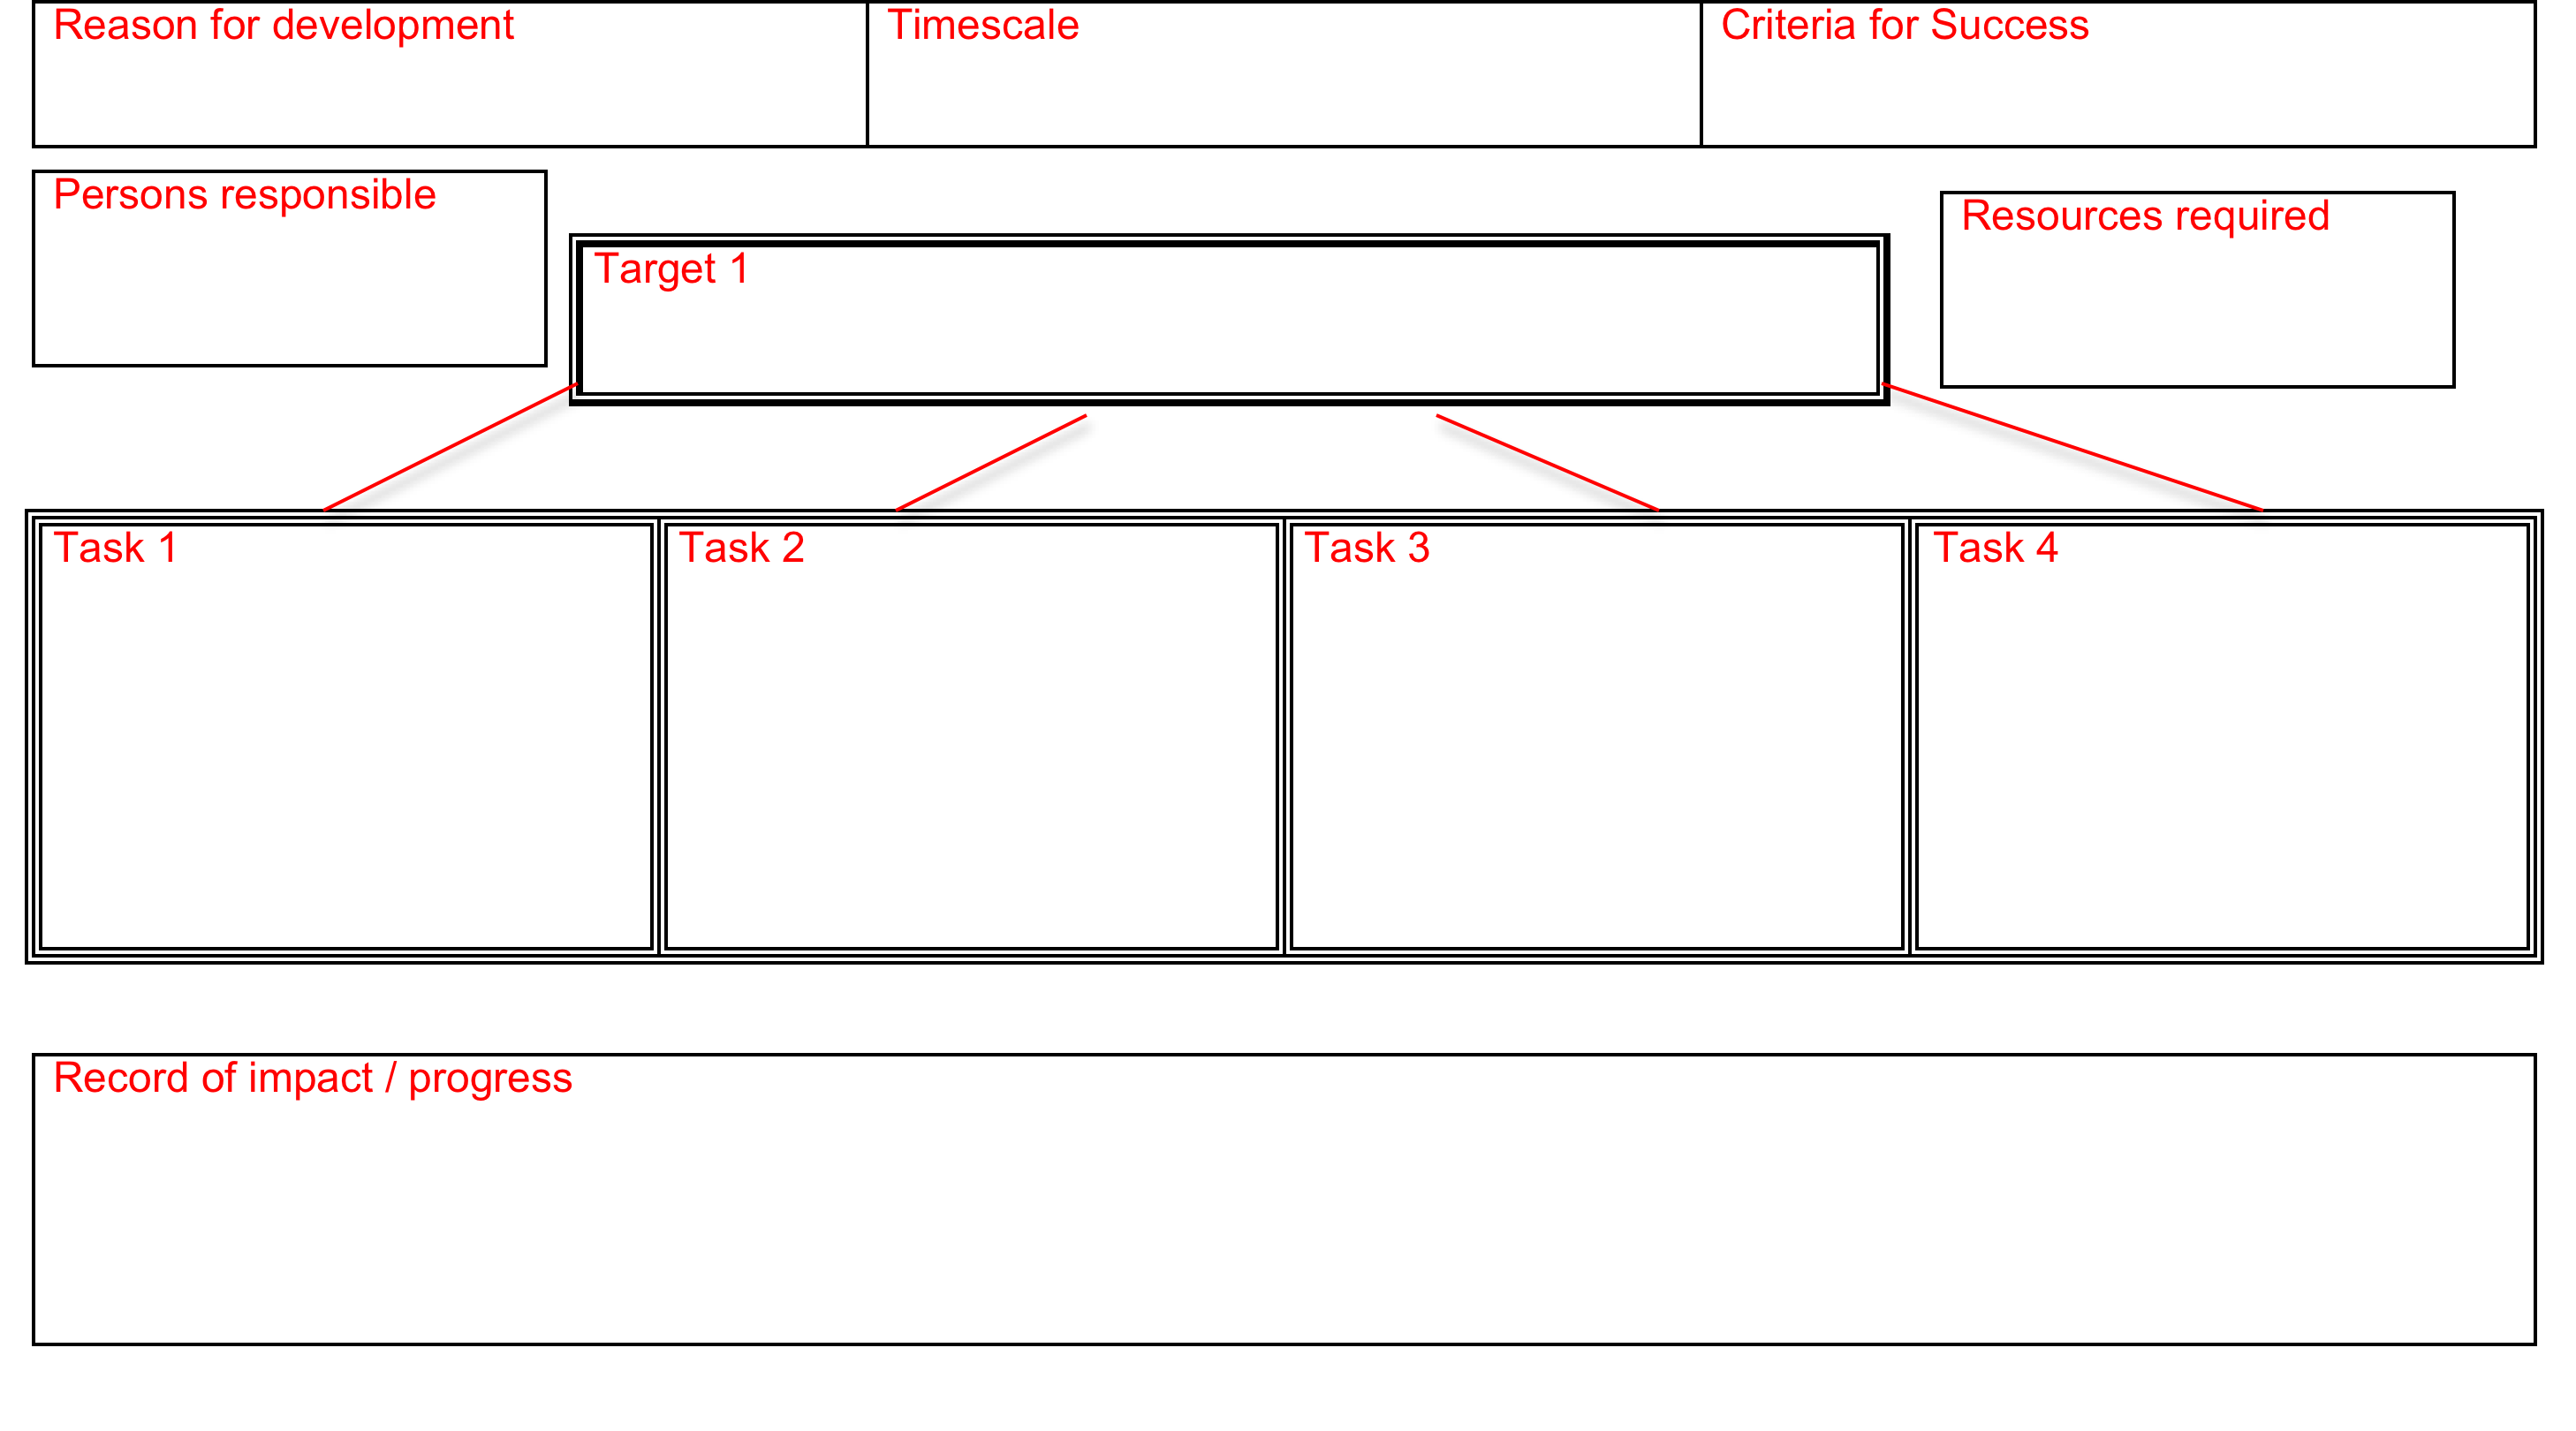 Reason for development
Timescale
Criteria for Success
Persons responsible
Resources required
Target 1
Task 1
Task 2
Task 3
Task 4
Record of impact / progress